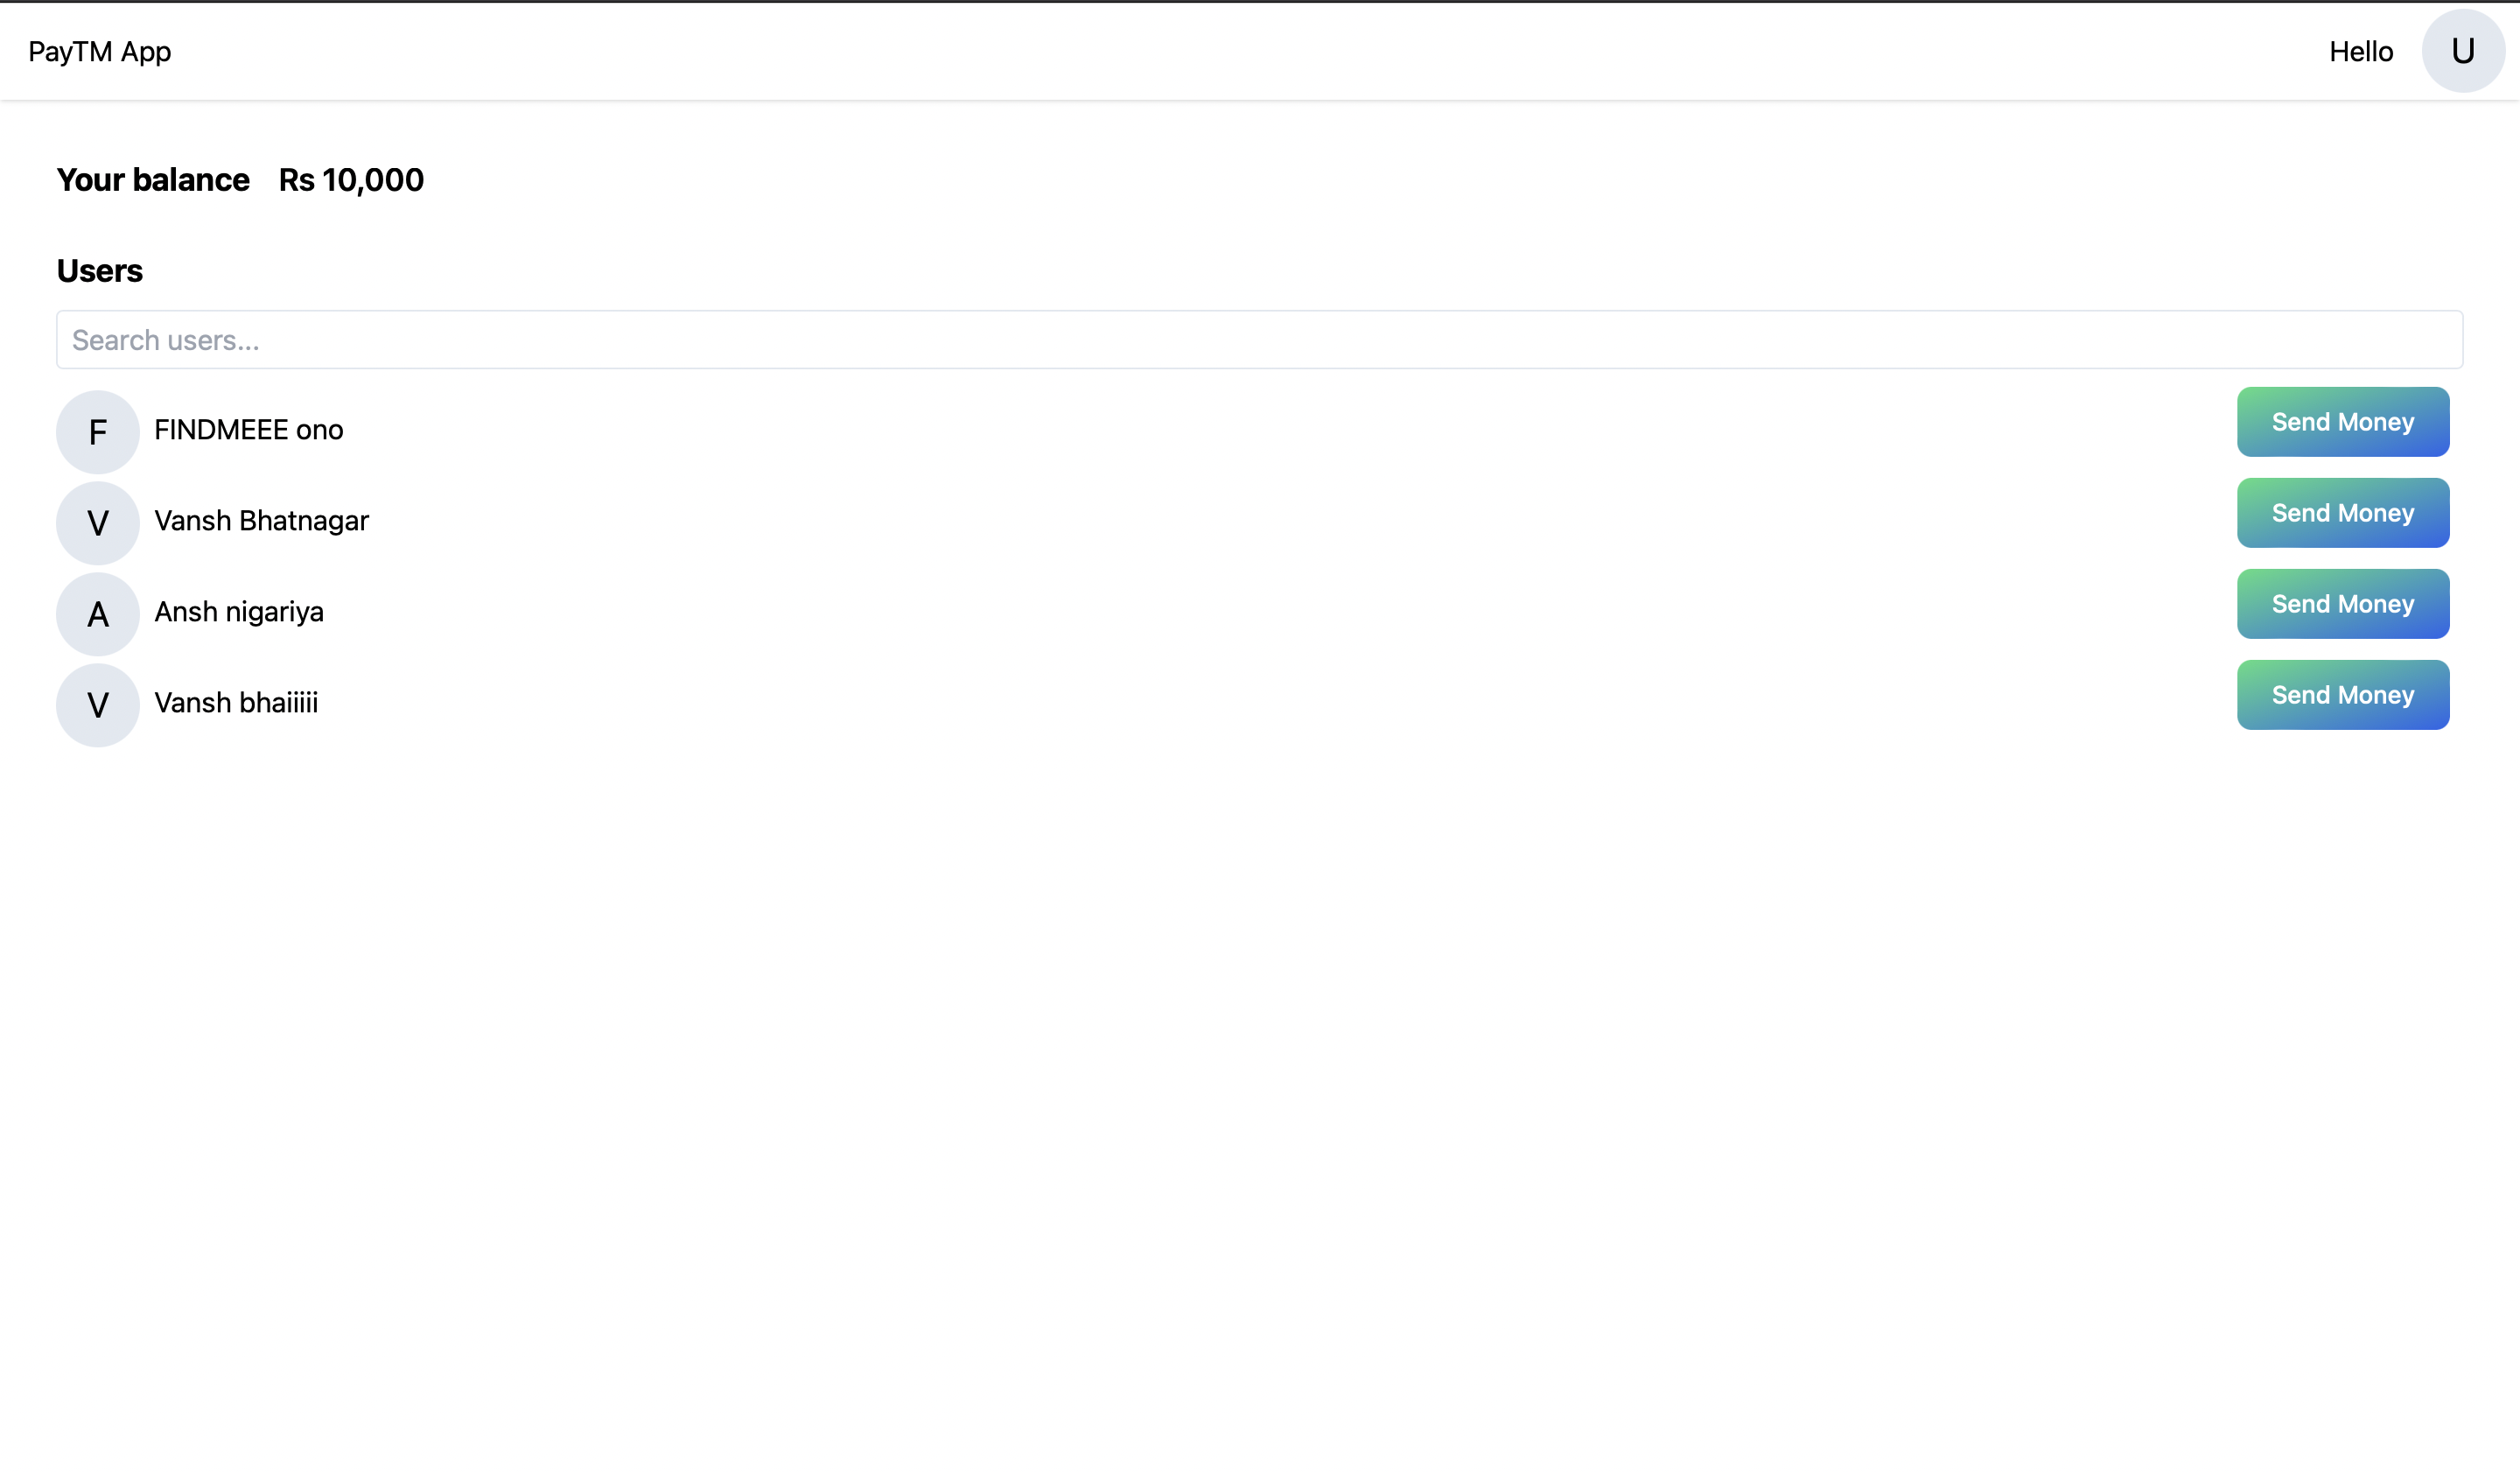 PayTM App
Hello U
Your balance Rs 10,000
Users
Search users...
F FINDMEEE ono Send Money
V Vansh Bhatnagar Send Money
A Ansh nigariya Send Money
V Vansh bhaiiiii Send Money